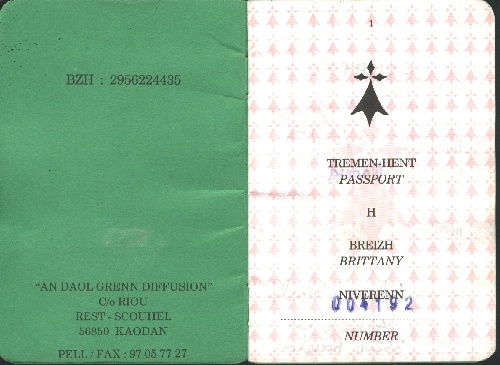 BZH : 2956224435
"AN DAOL GRENN DIFFUSION"
C/o RIOU
REST - SCOUHEL
56850 KAODAN
PELL / FAX : 97 05 77 27
1
TREMEN-HENT
PASSPORT
H
BREIZH
BRITTANY
NIVERENN
004192
NUMBER